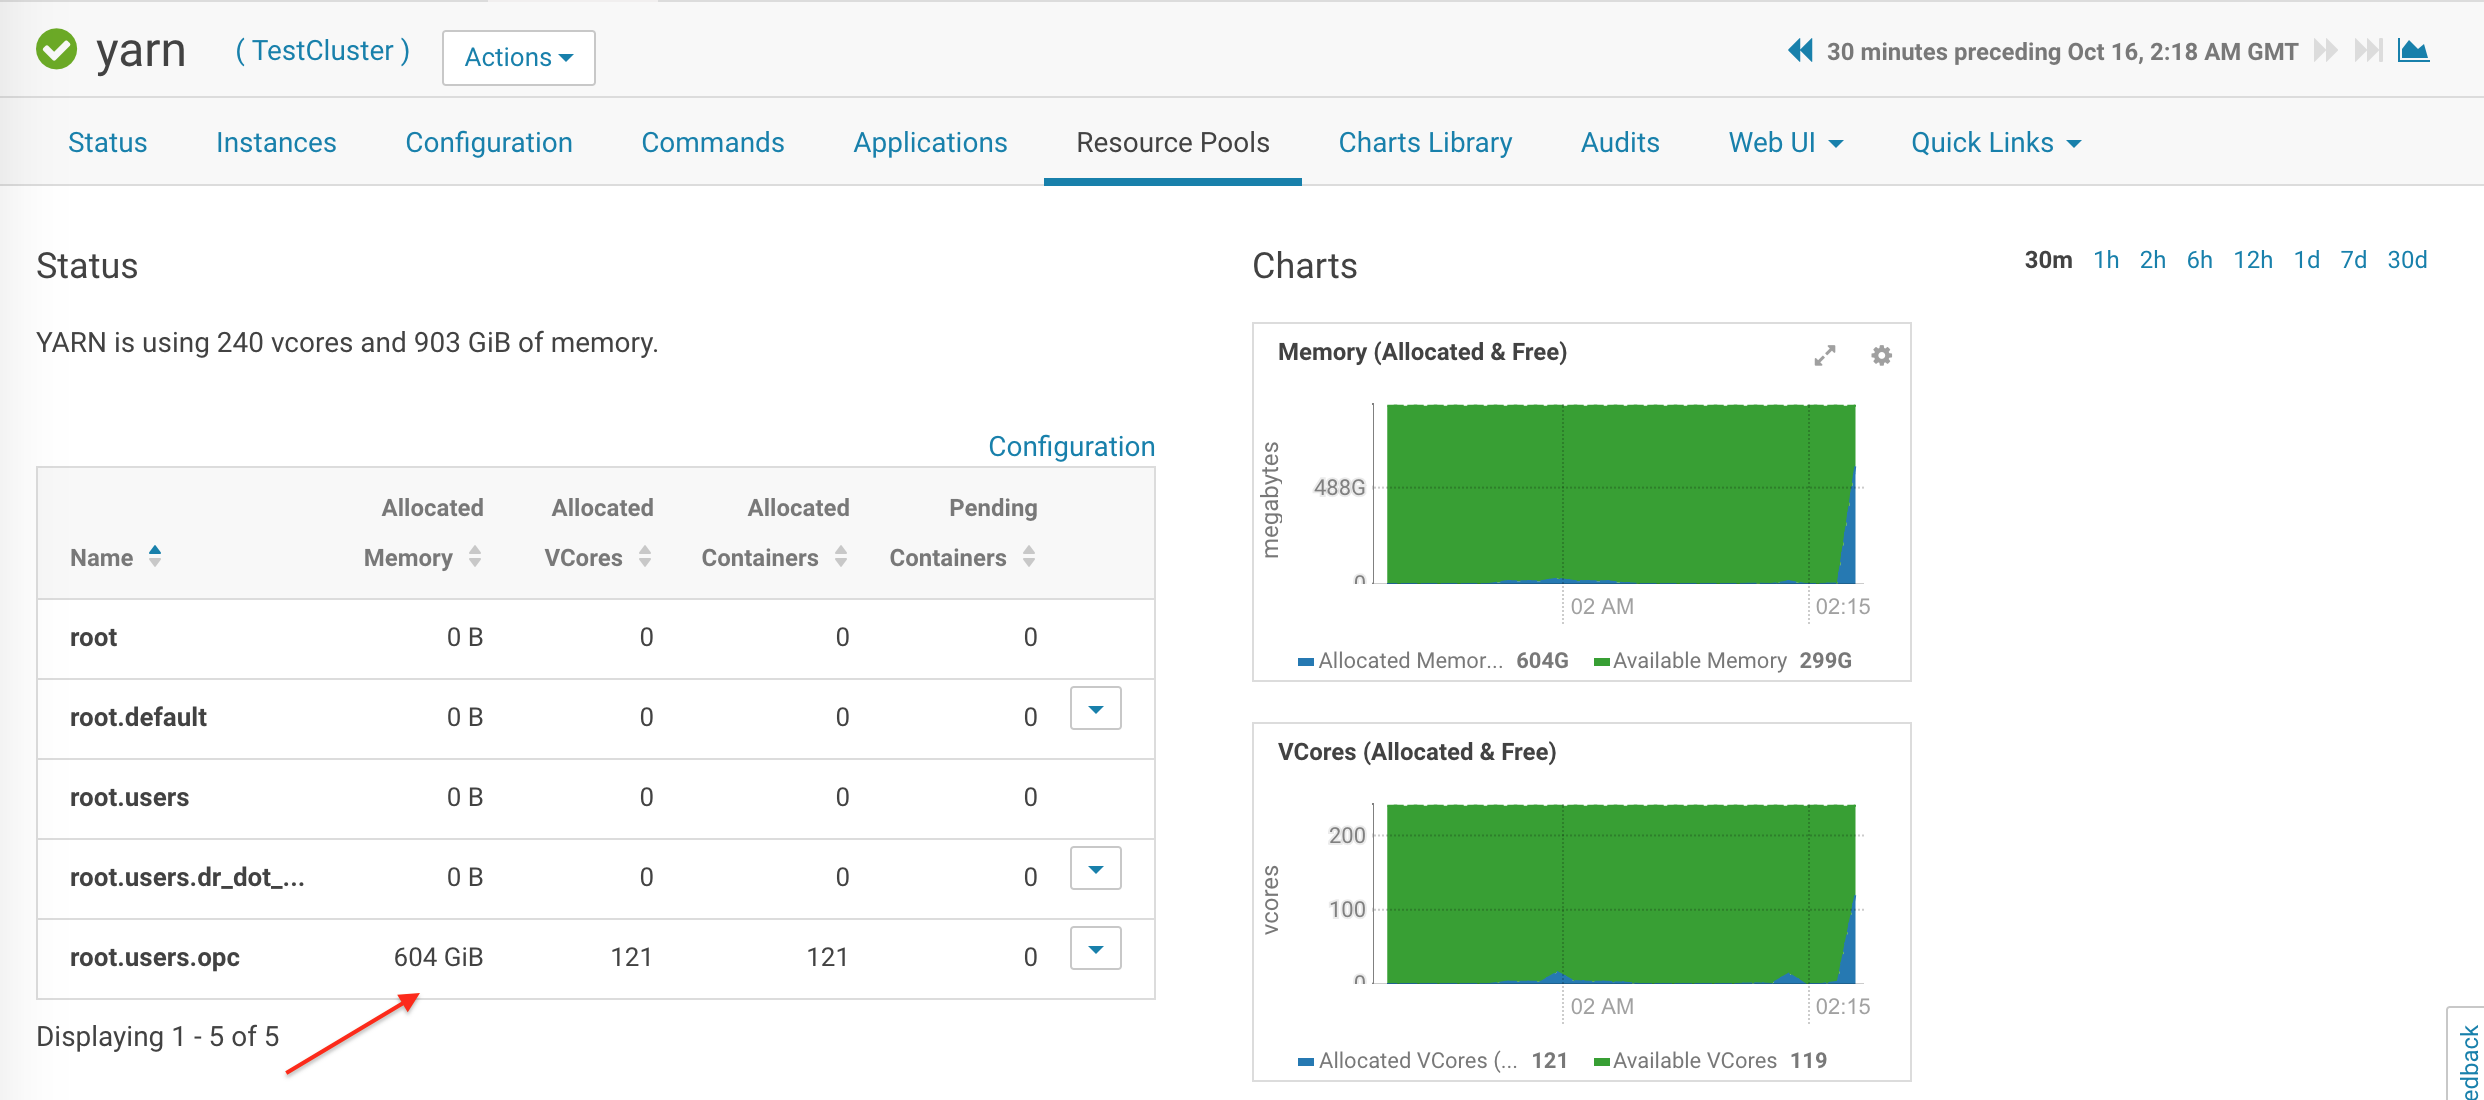 yarn ( TestCluster ) Actions 30 minutes preceding Oct 16, 2:18 AM GMT
Status Instances Configuration Commands Applications Resource Pools Charts Library Audits Web UI Quick Links
Status
YARN is using 240 vcores and 903 GiB of memory.
Configuration
Name Allocated Memory Allocated VCores Allocated Containers Pending Containers
root 0 B 0 0 0
root.default 0 B 0 0 0
root.users 0 B 0 0 0
root.users.dr_dot_... 0 B 0 0 0
root.users.opc 604 GiB 121 121 0
Displaying 1 - 5 of 5
Charts
30m 1h 2h 6h 12h 1d 7d 30d
Memory (Allocated & Free)
megabytes
488G
0
02 AM 02:15
Allocated Memor... 604G Available Memory 299G
VCores (Allocated & Free)
vcores
200
100
0
02 AM 02:15
Allocated VCores (... 121 Available VCores 119
edback